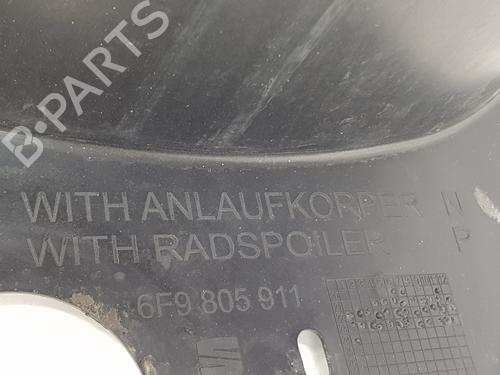 B-PARTS
WITH ANLAUFKORPER N
WITH RADSPOILER P
6F9 805 911